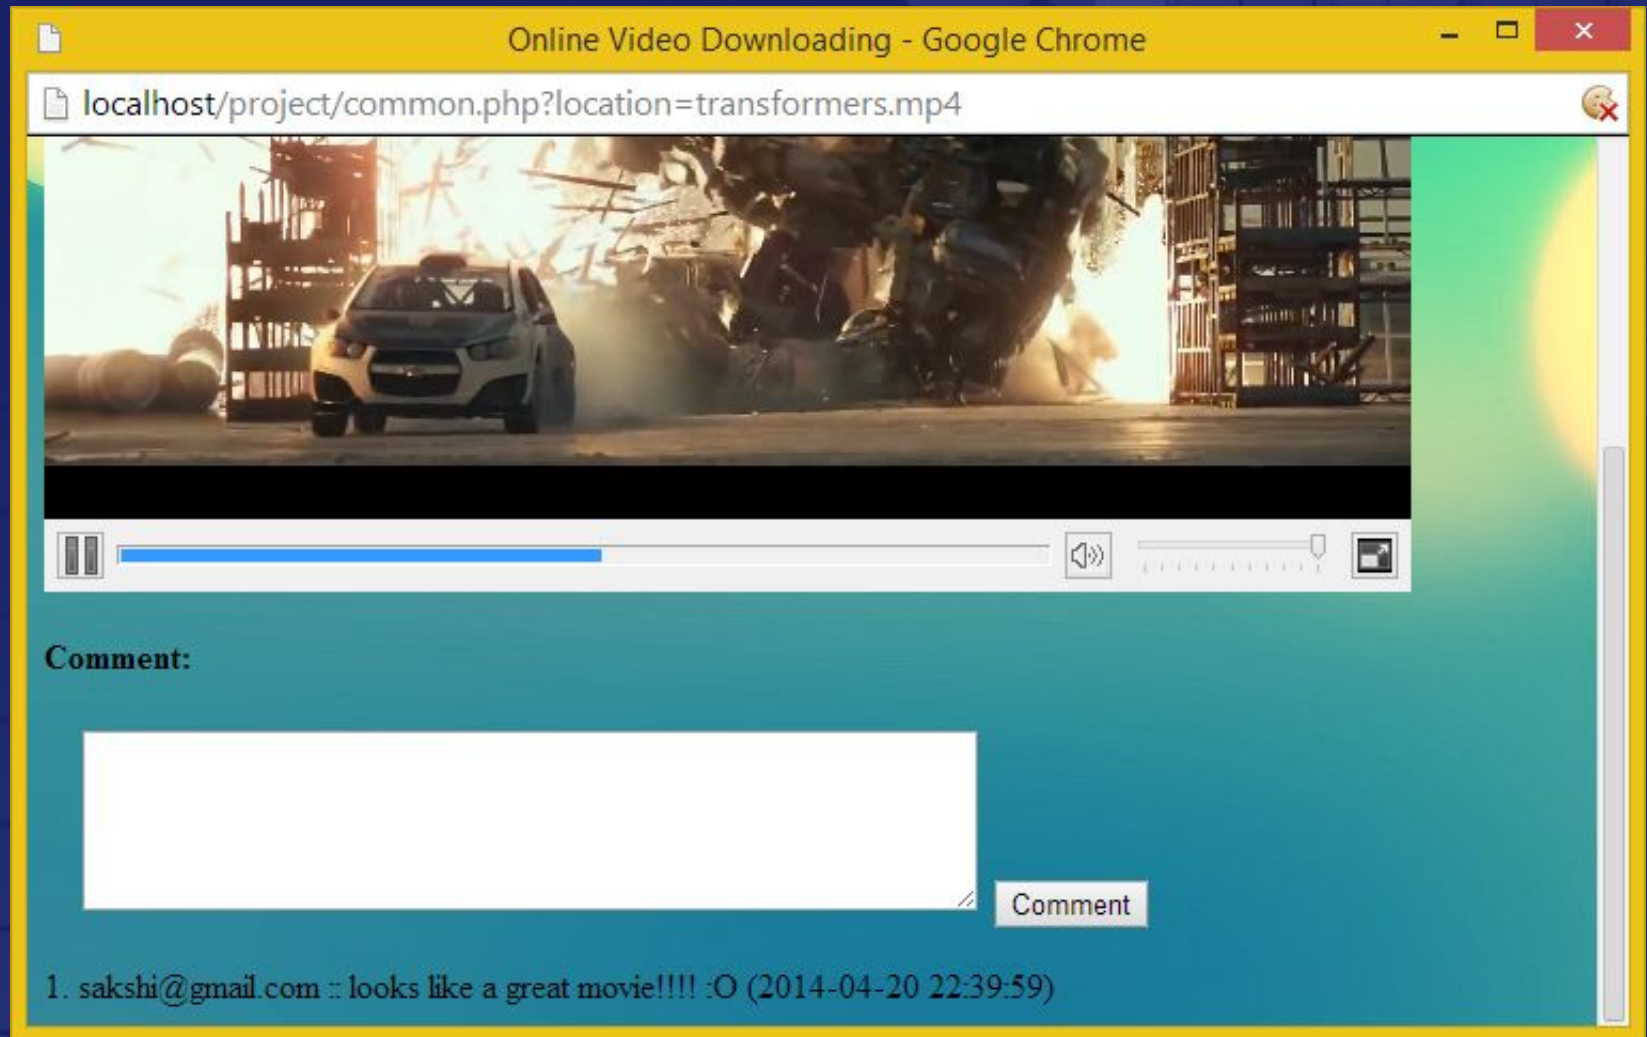 Online Video Downloading - Google Chrome
localhost/project/common.php?location=transformers.mp4
Comment:
Comment
1. sakshi@gmail.com :: looks like a great movie!!!! :O (2014-04-20 22:39:59)